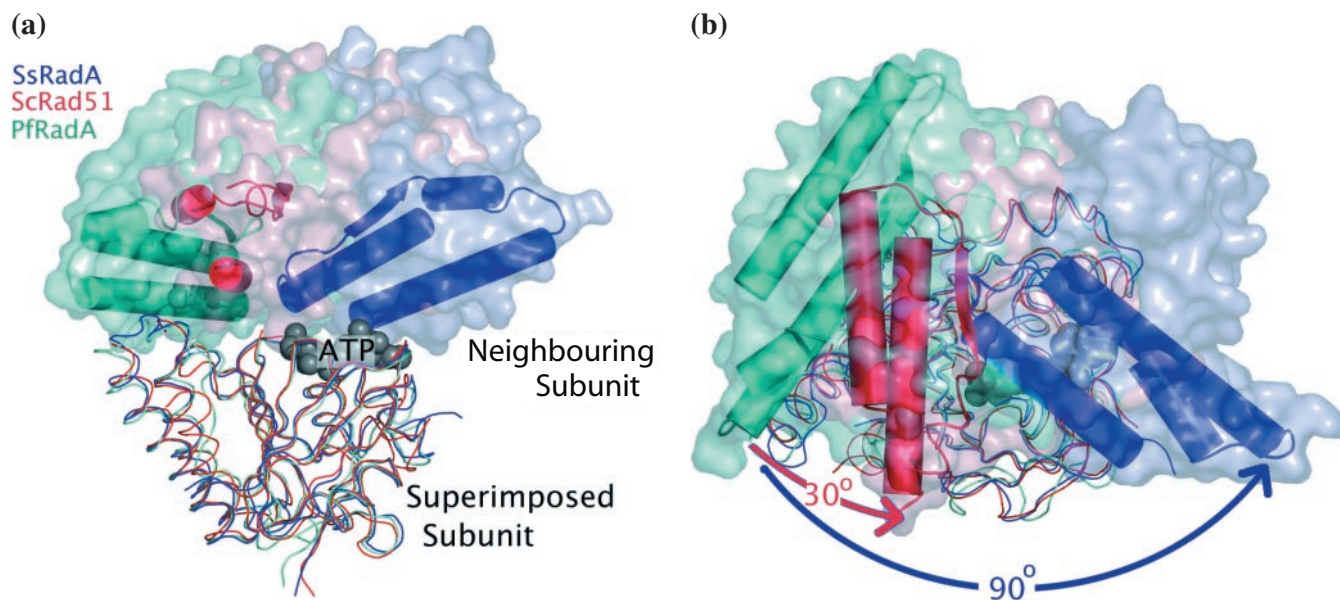 (a)
SsRadA
ScRad51
PfRadA
ATP
Neighbouring
Subunit
Superimposed
Subunit
(b)
30°
90°